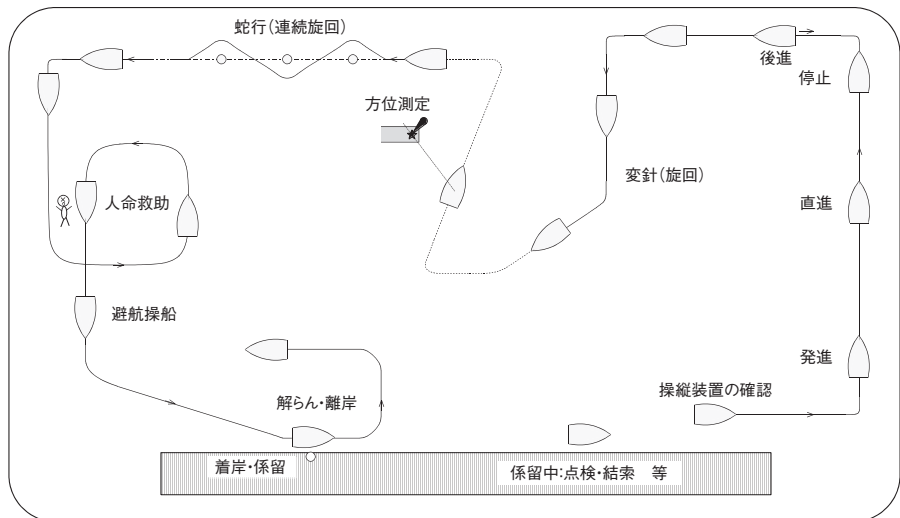 蛇行(連続旋回)
後進
停止
方位測定
変針(旋回)
直進
人命救助
避航操船
発進
操縦装置の確認
解らん・離岸
着岸・係留
係留中:点検・結索　等